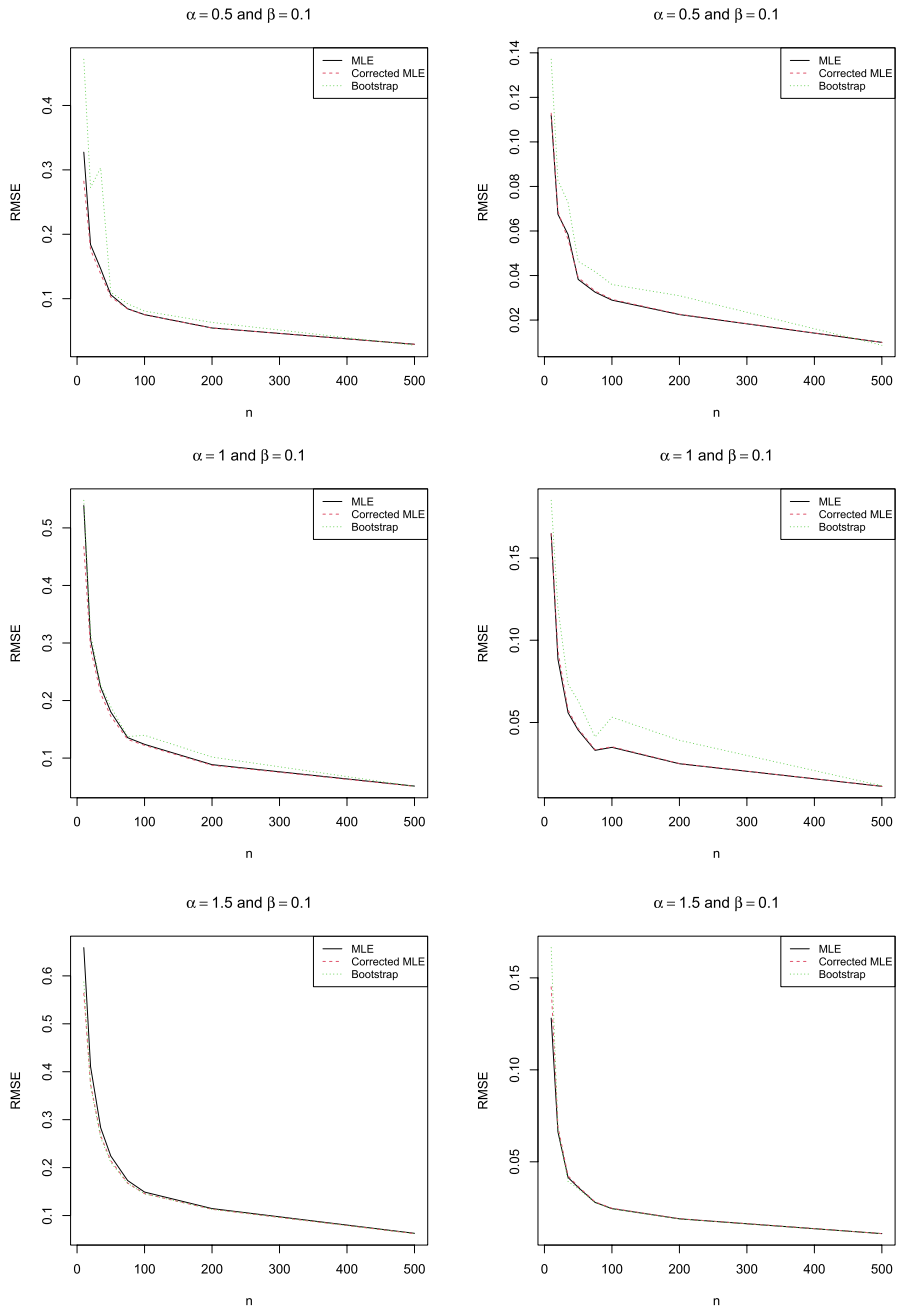 α = 0.5 and β = 0.1
RMSE
0.4
0.3
0.2
0.1
MLE
Corrected MLE
Bootstrap
0 100 200 300 400 500
n
α = 0.5 and β = 0.1
RMSE
0.14
0.12
0.10
0.08
0.06
0.04
0.02
MLE
Corrected MLE
Bootstrap
0 100 200 300 400 500
n
α = 1 and β = 0.1
RMSE
0.5
0.4
0.3
0.2
0.1
MLE
Corrected MLE
Bootstrap
0 100 200 300 400 500
n
α = 1 and β = 0.1
RMSE
0.15
0.10
0.05
MLE
Corrected MLE
Bootstrap
0 100 200 300 400 500
n
α = 1.5 and β = 0.1
RMSE
0.6
0.5
0.4
0.3
0.2
0.1
MLE
Corrected MLE
Bootstrap
0 100 200 300 400 500
n
α = 1.5 and β = 0.1
RMSE
0.15
0.10
0.05
MLE
Corrected MLE
Bootstrap
0 100 200 300 400 500
n